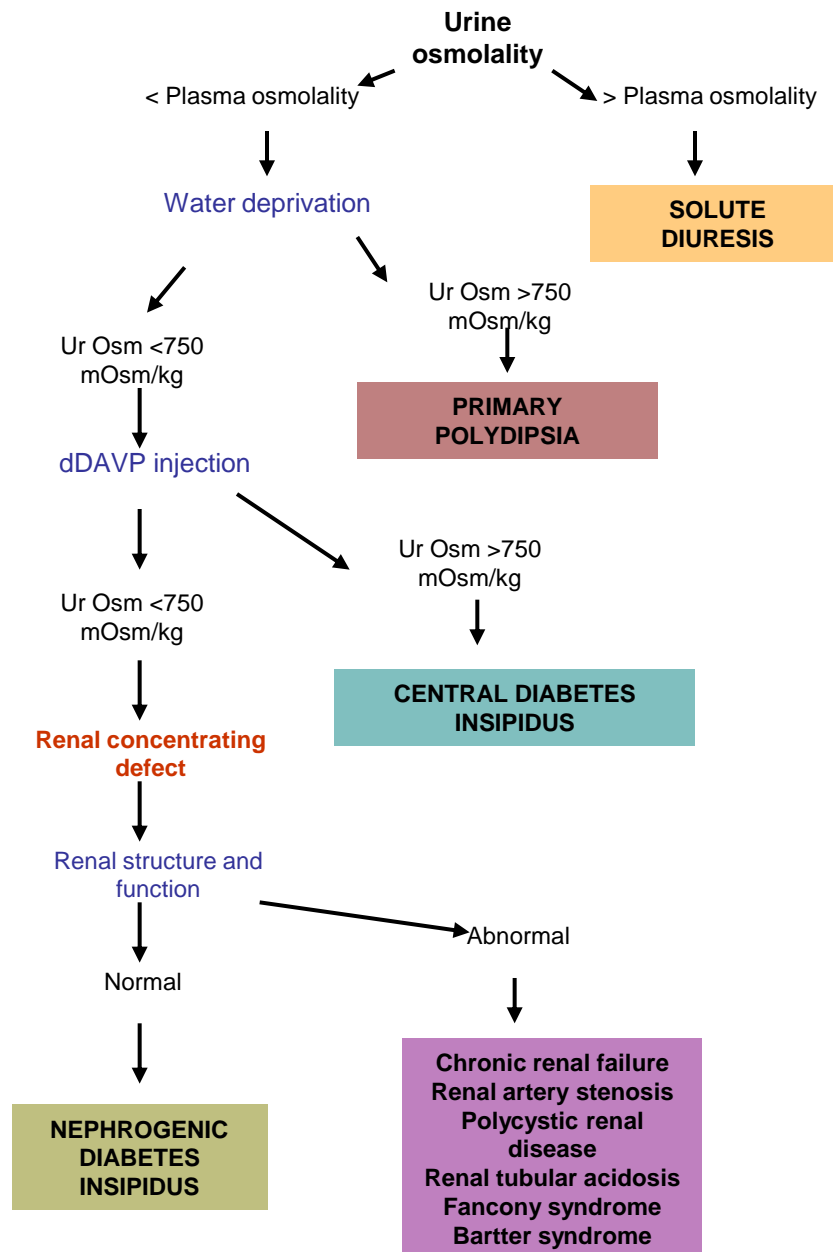 Urine
osmolality
< Plasma osmolality
> Plasma osmolality
Water deprivation
SOLUTE
DIURESIS
Ur Osm >750
mOsm/kg
Ur Osm <750
mOsm/kg
PRIMARY
POLYDIPSIA
dDAVP injection
Ur Osm >750
mOsm/kg
Ur Osm <750
mOsm/kg
CENTRAL DIABETES
INSIPIDUS
Renal concentrating
defect
Renal structure and
function
Abnormal
Normal
Chronic renal failure
Renal artery stenosis
Polycystic renal
disease
Renal tubular acidosis
Fancony syndrome
Bartter syndrome
NEPHROGENIC
DIABETES
INSIPIDUS